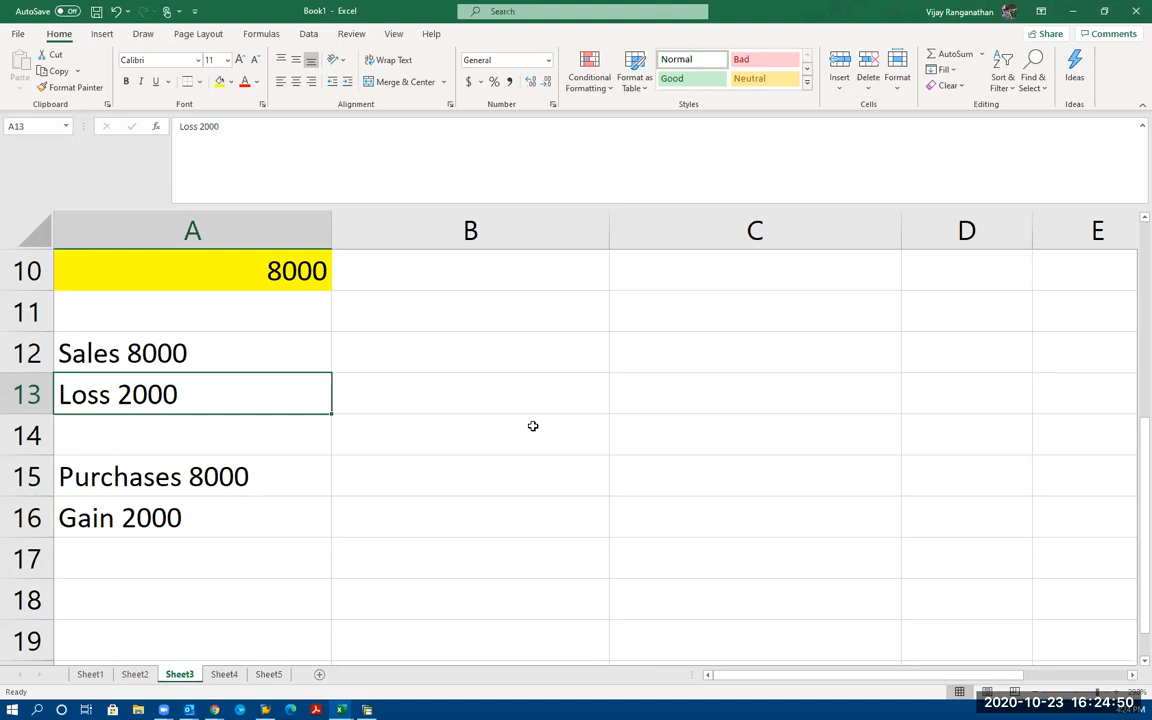 AutoSave Off Book1 - Excel Search Vijay Ranganathan
File Home Insert Draw Page Layout Formulas Data Review View Help Share Comments
Paste Cut Copy Format Painter
Clipboard
Calibri 11
B I U A A A
Font
Wrap Text
Merge & Center
Alignment
General
$ % ,
Number
Conditional Formatting
Format as Table
Normal Bad
Good Neutral
Styles
Insert Delete Format
Cells
AutoSum
Fill
Clear
Sort & Filter
Find & Select
Editing
Ideas
Ideas
A13 fx Loss 2000
A B C D E
10 8000
11
12 Sales 8000
13 Loss 2000
14
15 Purchases 8000
16 Gain 2000
17
18
19
Sheet1 Sheet2 Sheet3 Sheet4 Sheet5
Ready
2020-10-23 16:24:50